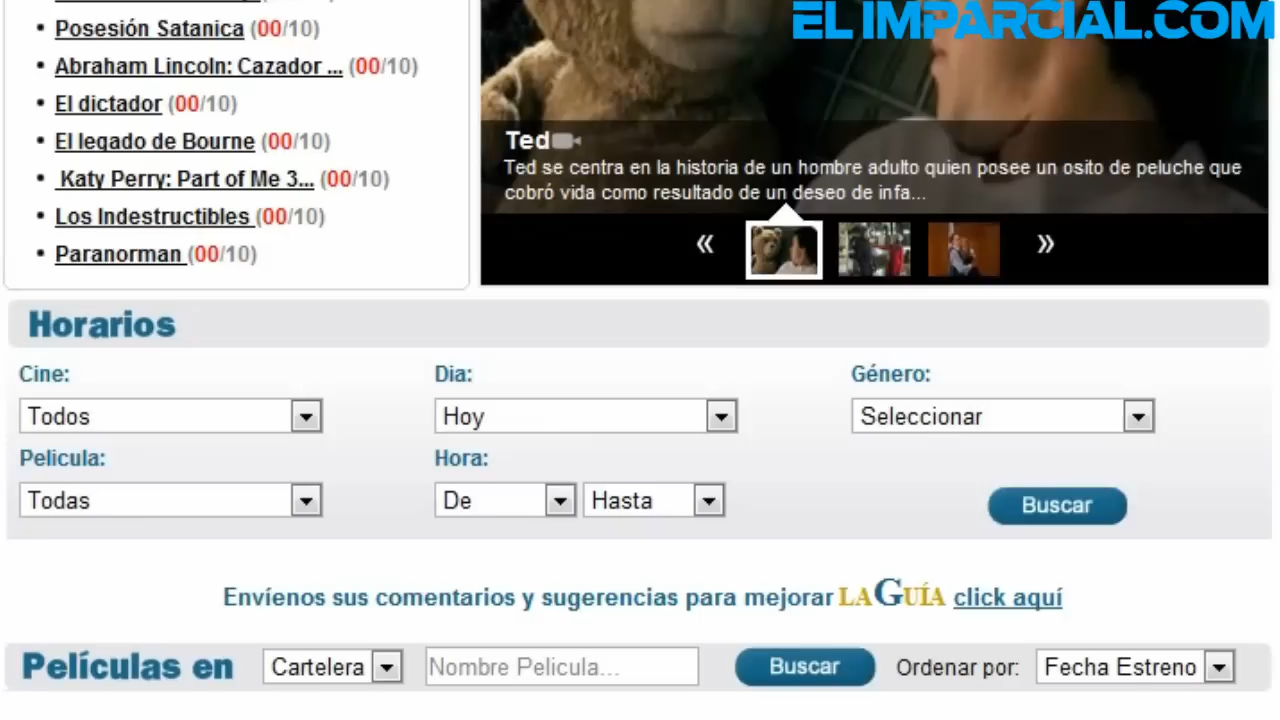 EL IMPARCIAL.COM
• Posesión Satanica (00/10)
• Abraham Lincoln: Cazador ... (00/10)
• El dictador (00/10)
• El legado de Bourne (00/10)
• Katy Perry: Part of Me 3... (00/10)
• Los Indestructibles (00/10)
• Paranorman (00/10)
Ted
Ted se centra en la historia de un hombre adulto quien posee un osito de peluche que
cobró vida como resultado de un deseo de infa...
« »
Horarios
Cine: Dia: Género:
Todos Hoy Seleccionar
Pelicula: Hora:
Todas De Hasta Buscar
Envíenos sus comentarios y sugerencias para mejorar LA GUÍA click aquí
Películas en Cartelera Nombre Pelicula... Buscar Ordenar por: Fecha Estreno